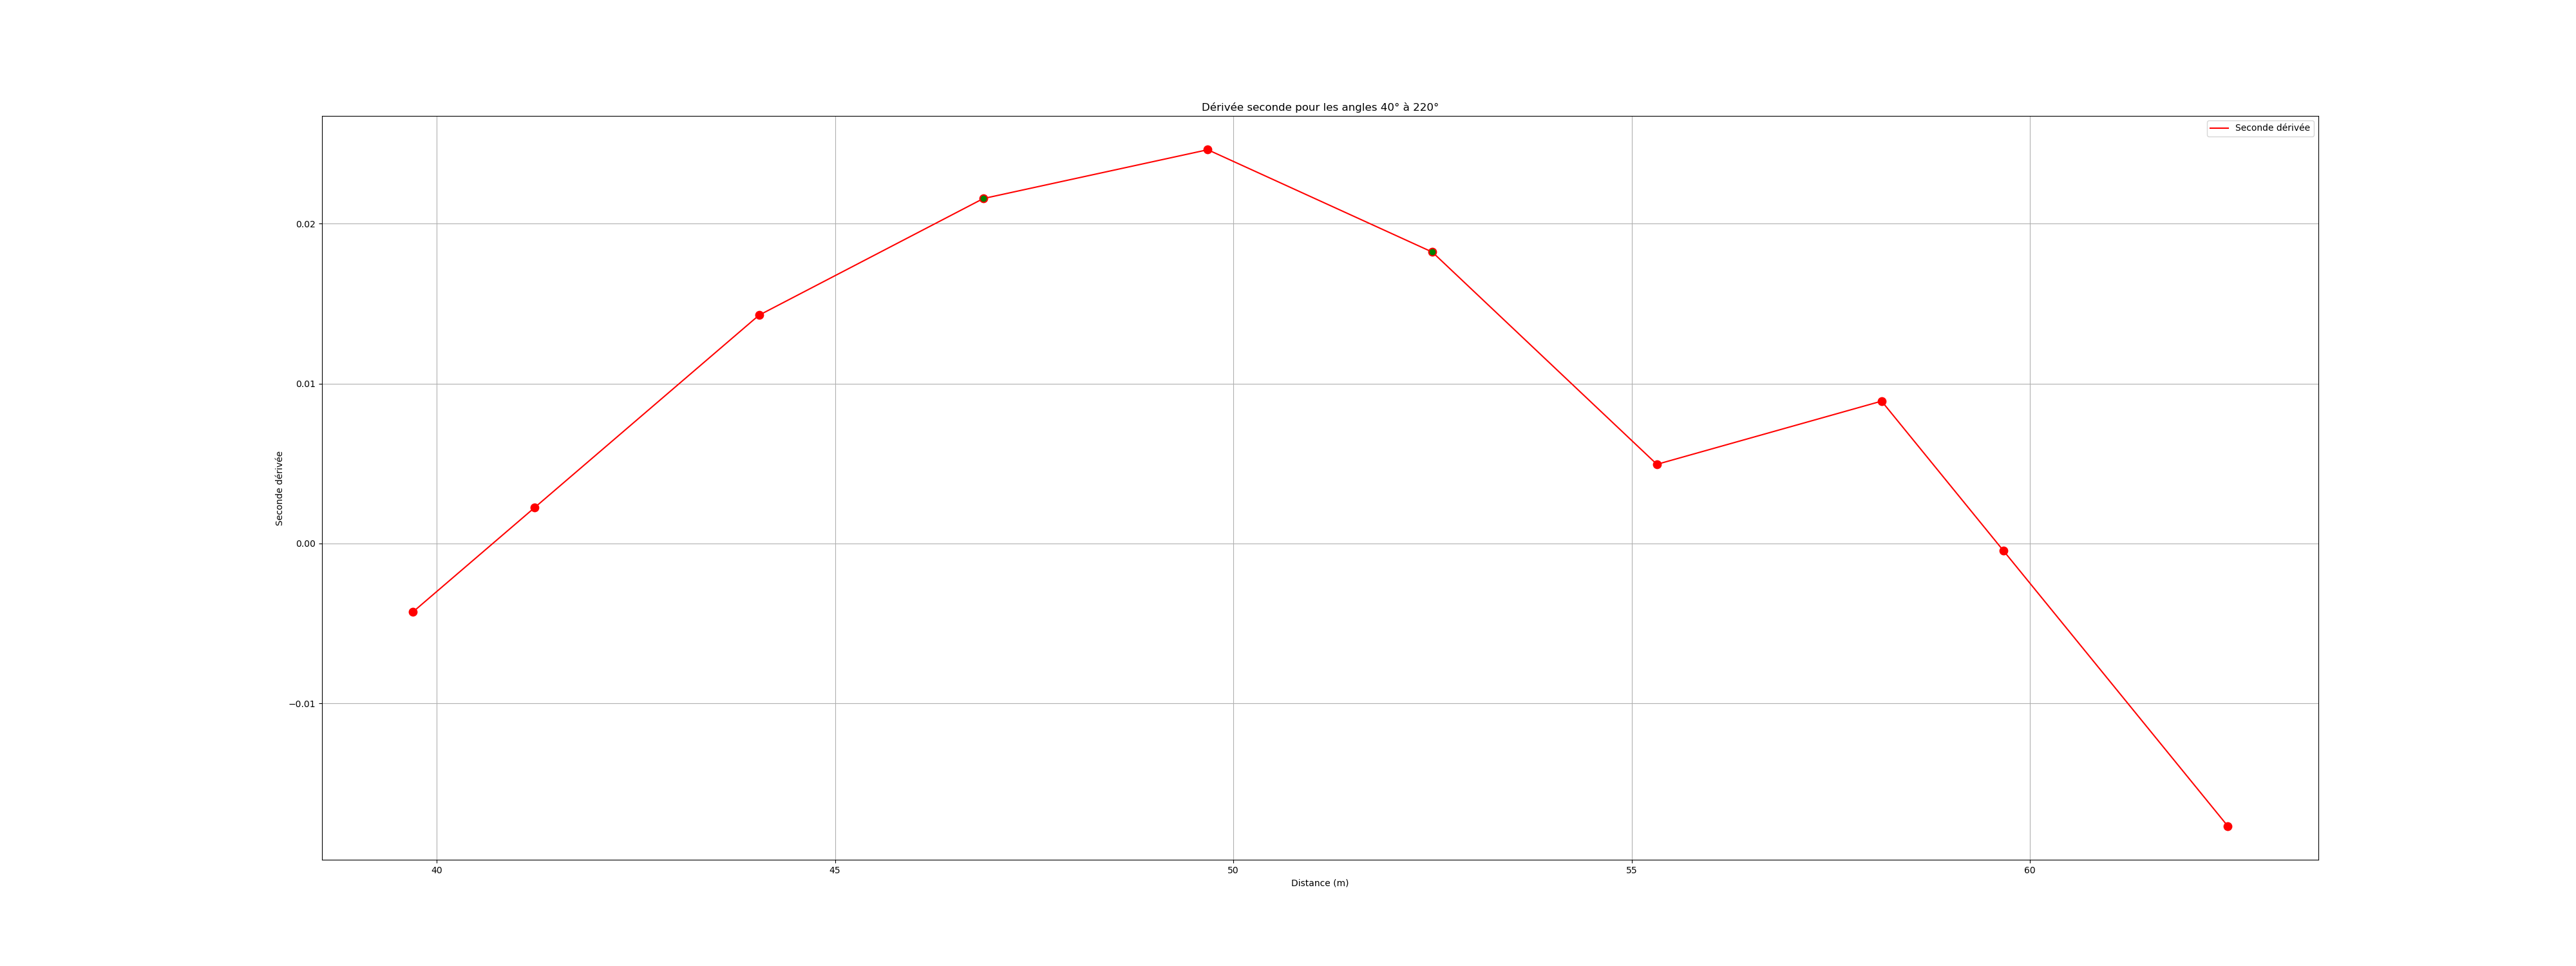 Dérivée seconde pour les angles 40° à 220°
Seconde dérivée
0.02
0.01
0.00
−0.01
Seconde dérivée
40 45 50 55 60
Distance (m)